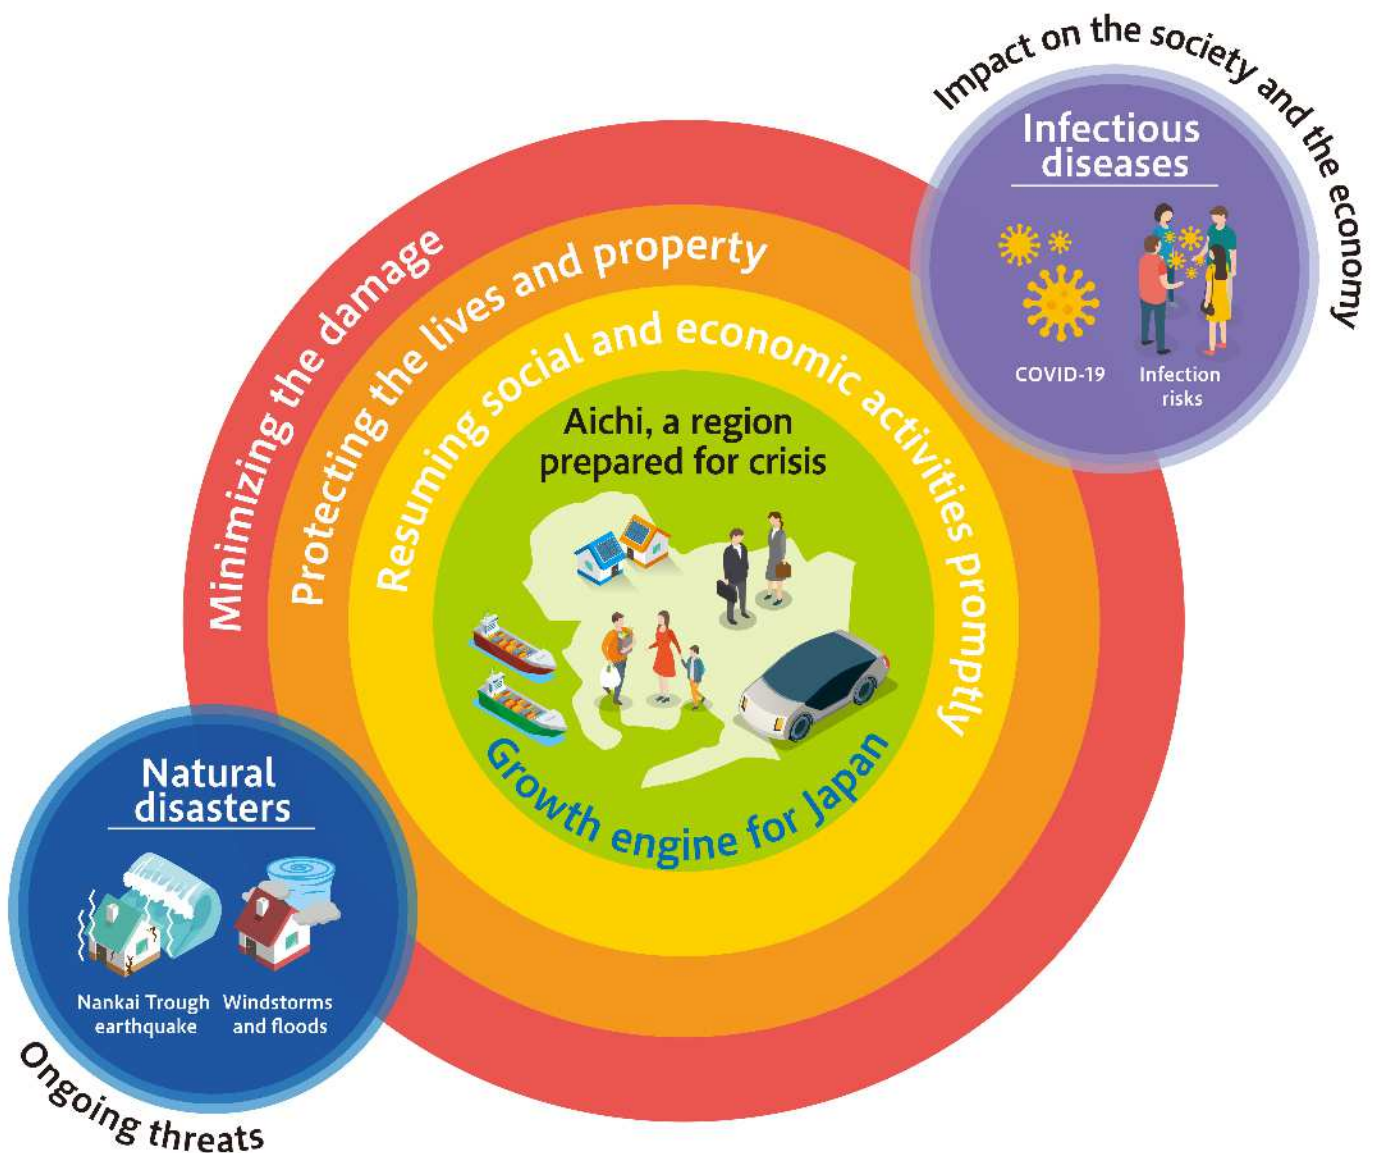 Impact on the society and the economy
Infectious
diseases
COVID-19
Infection
risks
Minimizing the damage
Protecting the lives and property
Resuming social and economic activities promptly
Aichi, a region
prepared for crisis
Growth engine for Japan
Natural
disasters
Nankai Trough
earthquake
Windstorms
and floods
Ongoing threats